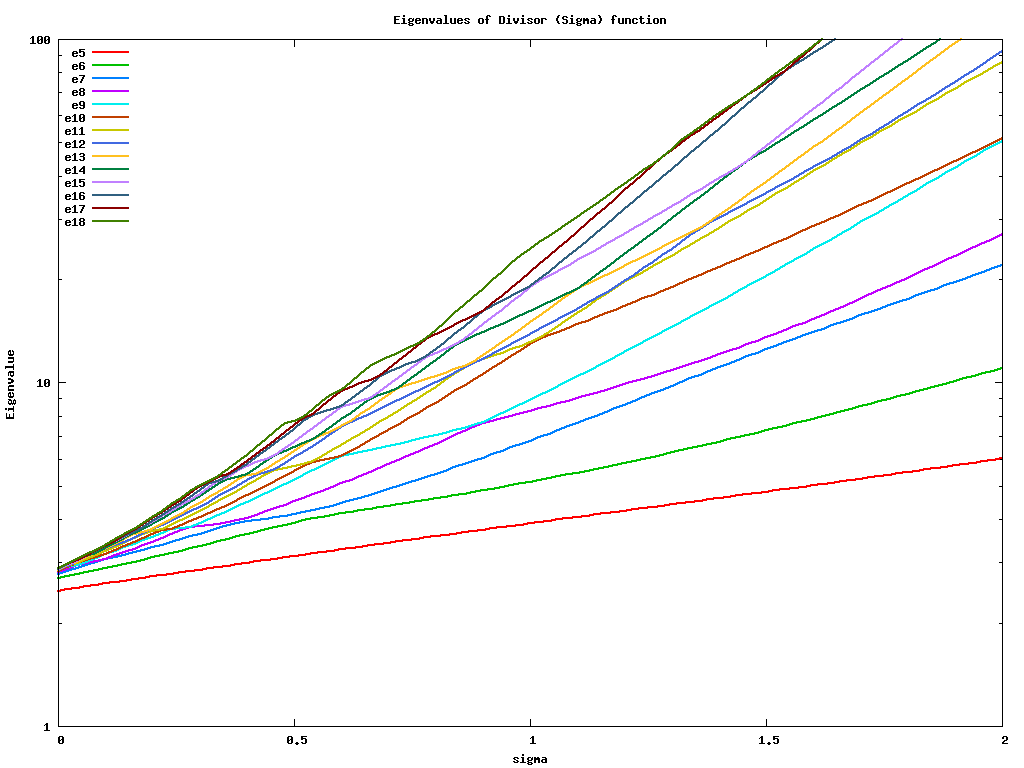 Eigenvalues of Divisor (Sigma) function
100
e5
e6
e7
e8
e9
e10
e11
e12
e13
e14
e15
e16
e17
e18
Eigenvalue
10
1
0
0.5
1
1.5
2
sigma